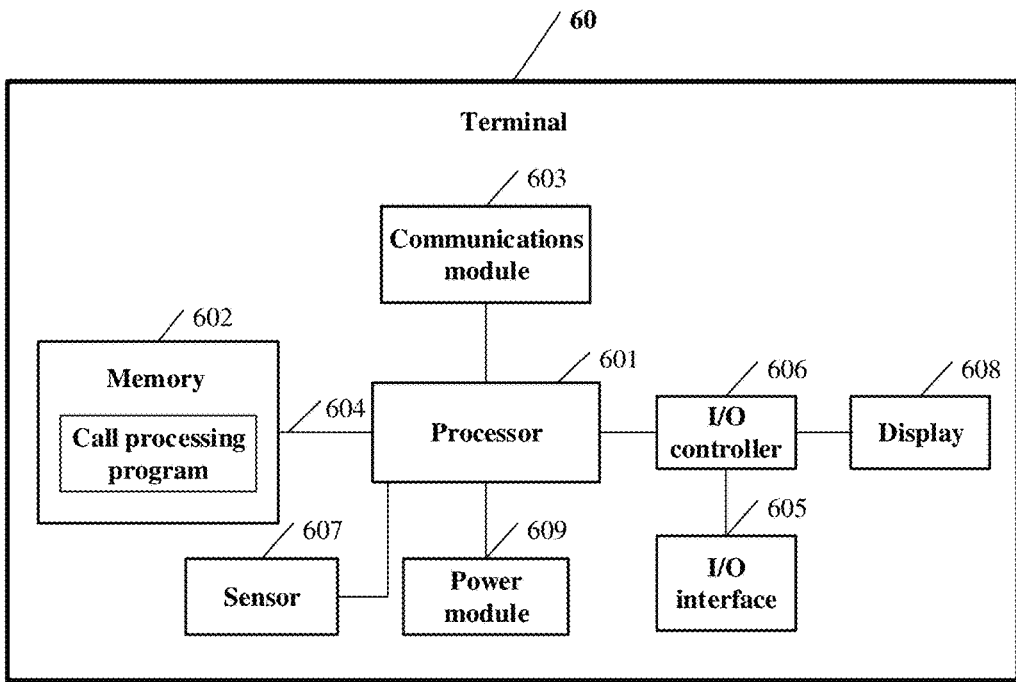 60
Terminal
603
Communications
module
602
Memory
Call processing
program
604
601
Processor
606
I/O
controller
608
Display
607
Sensor
609
Power
module
605
I/O
interface